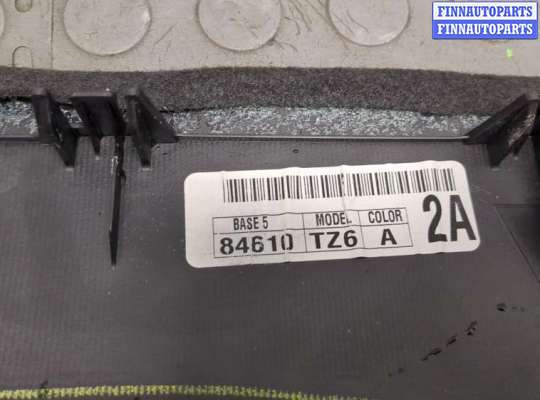 FINNAUTOPARTS
FINNAUTOPARTS
BASE 5 MODEL COLOR
84610 TZ6 A 2A